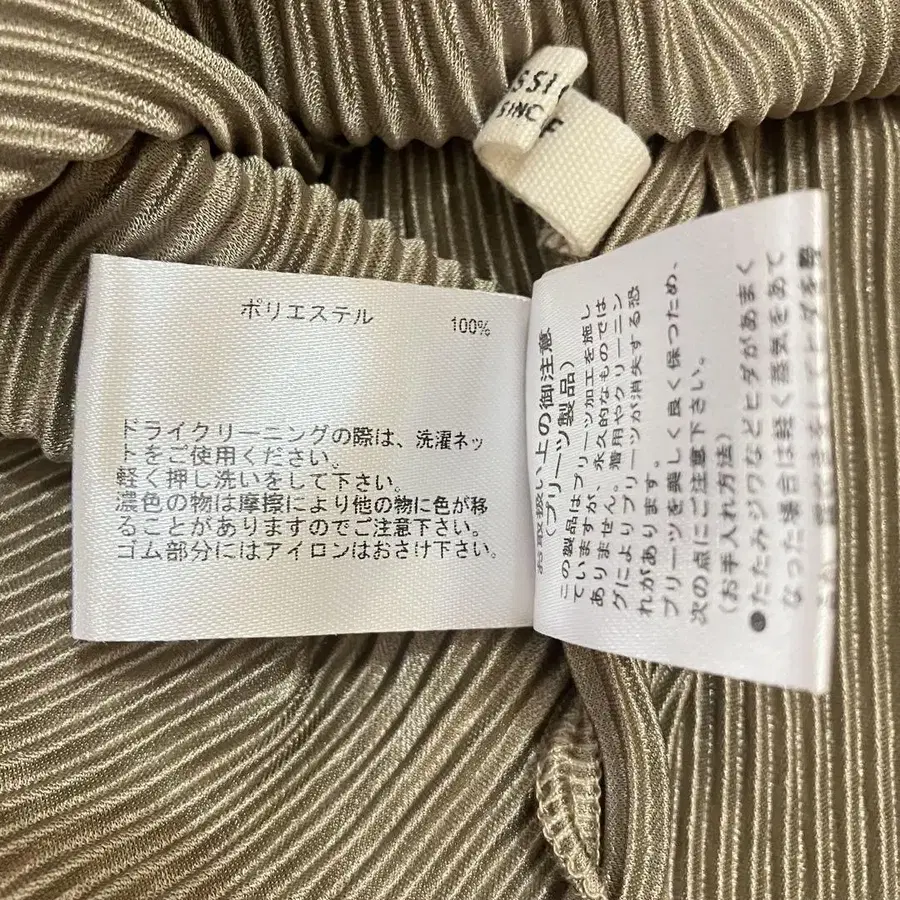 SSI
SINCE
ポリエステル 100%
ドライクリーニングの際は、洗濯ネッ
トをご使用ください。
軽く押し洗いをして下さい。
濃色の物は摩擦により他の物に色が移
ることがありますのでご注意下さい。
ゴム部分にはアイロンはおさけ下さい。
お取扱い上の御注意
(プリーツ製品)
この製品はプリーツ加工を施し
ていますが、永久的なものでは
ありません。着用やクリーニン
グによりプリーツが消失する恐
れがあります。
プリーツを美しく良く保つため、
次の点にご注意下さい。
(お手入れ方法)
●たたみジワなどヒダがあまく
なった場合は軽く蒸気をあて